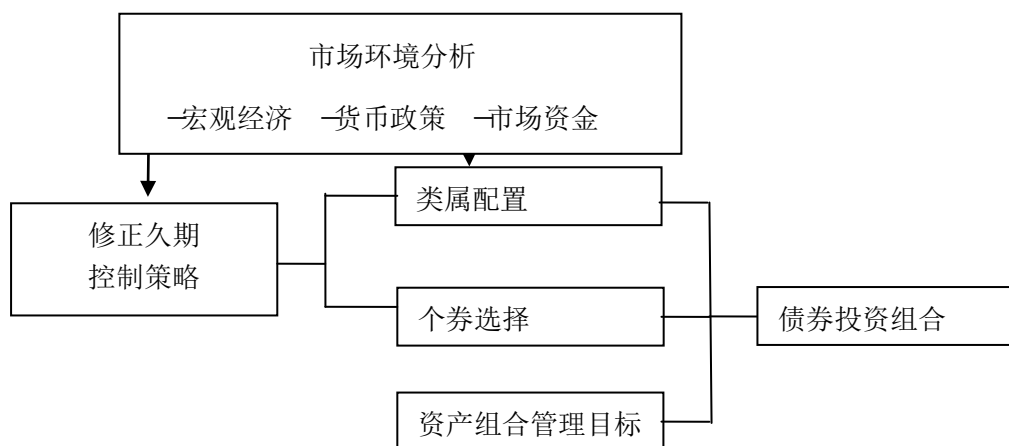 市场环境分析
–宏观经济 –货币政策 –市场资金
类属配置
修正久期
控制策略
个券选择
债券投资组合
资产组合管理目标